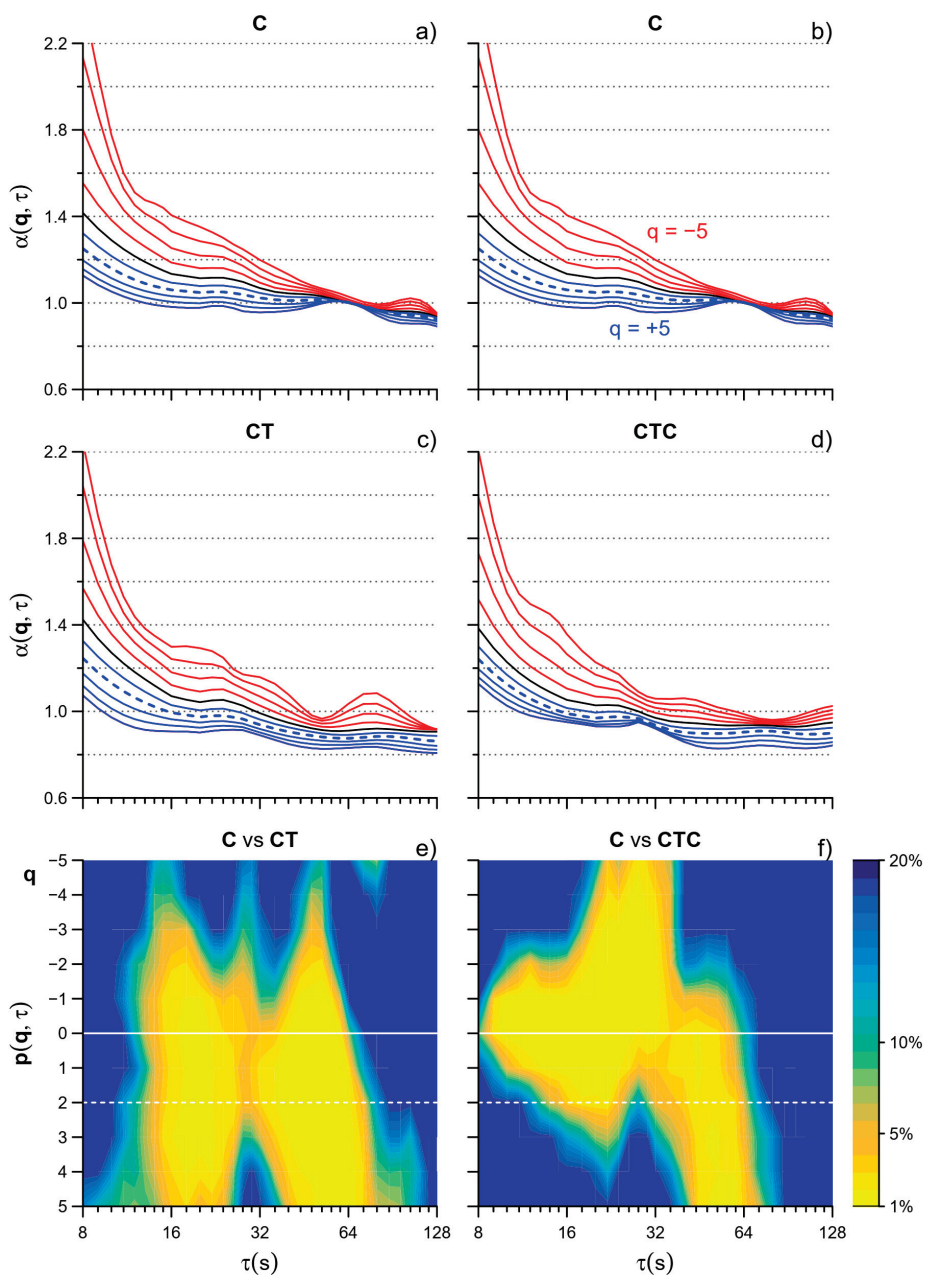 C
a)
C
b)
2.2
1.8
1.4
1.0
0.6
α(q, τ)
q = −5
q = +5
CT
c)
CTC
d)
2.2
1.8
1.4
1.0
0.6
α(q, τ)
C vs CT
e)
C vs CTC
f)
q
p(q, τ)
−5
−4
−3
−2
−1
0
1
2
3
4
5
20%
10%
5%
1%
8 16 32 64 128
8 16 32 64 128
τ(s)
τ(s)